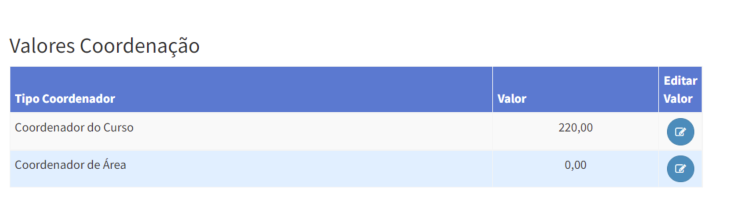 Valores Coordenação
Tipo Coordenador Valor Editar Valor
Coordenador do Curso 220,00
Coordenador de Área 0,00